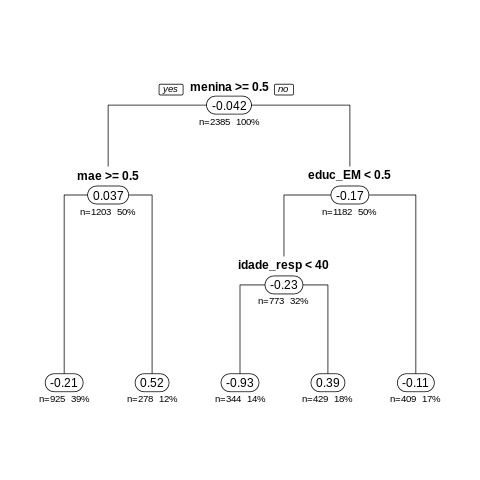 yes menina >= 0.5 no
-0.042
n=2385 100%
mae >= 0.5
0.037
n=1203 50%
educ_EM < 0.5
-0.17
n=1182 50%
idade_resp < 40
-0.23
n=773 32%
-0.21
n=925 39%
0.52
n=278 12%
-0.93
n=344 14%
0.39
n=429 18%
-0.11
n=409 17%